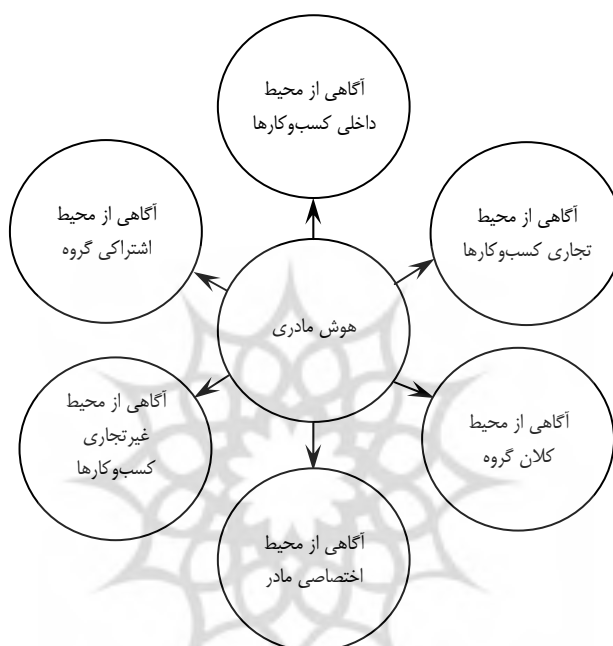 آگاهی از محیط
داخلی کسب‌وکارها
آگاهی از محیط
تجاری کسب‌وکارها
آگاهی از محیط
اشتراکی گروه
هوش مادری
آگاهی از محیط
کلان گروه
آگاهی از محیط
غیرتجاری
کسب‌وکارها
آگاهی از محیط
اختصاصی مادر